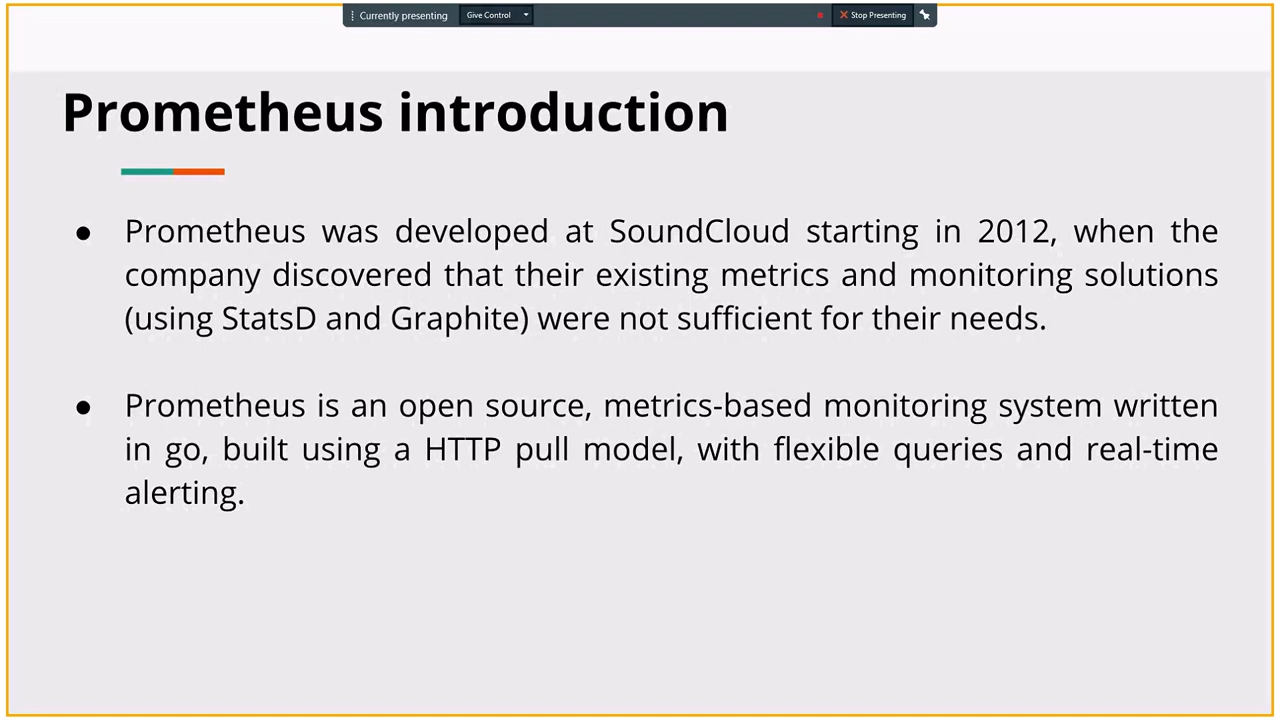 Currently presenting Give Control Stop Presenting
Prometheus introduction
● Prometheus was developed at SoundCloud starting in 2012, when the
company discovered that their existing metrics and monitoring solutions
(using StatsD and Graphite) were not sufficient for their needs.
● Prometheus is an open source, metrics-based monitoring system written
in go, built using a HTTP pull model, with flexible queries and real-time
alerting.